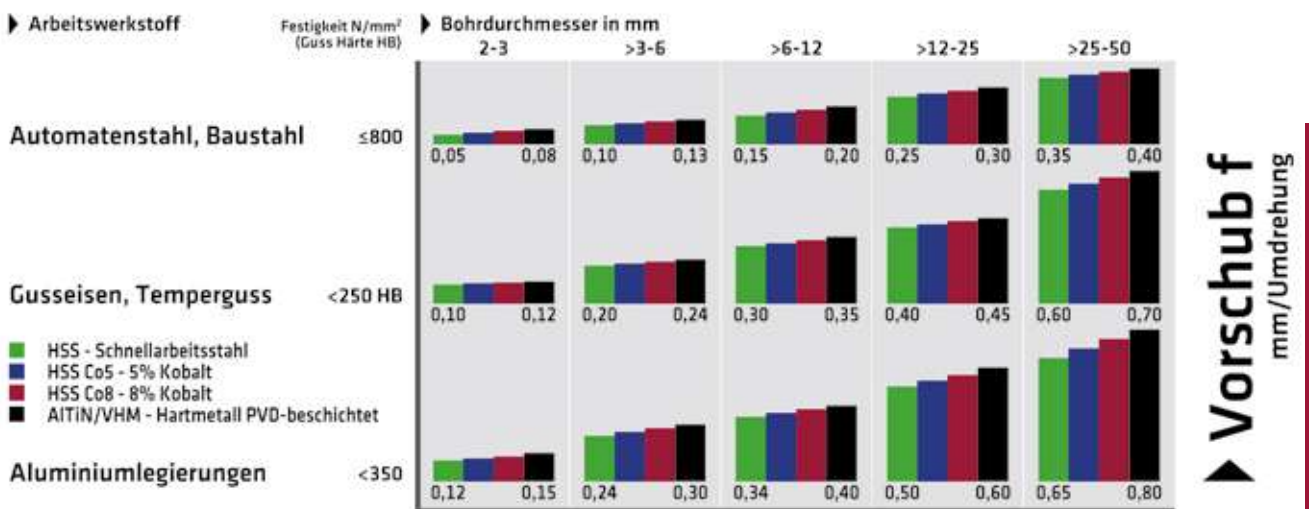 Arbeitswerkstoff Festigkeit N/mm² (Guss Härte HB) Bohrdurchmesser in mm
2-3 >3-6 >6-12 >12-25 >25-50
Automatenstahl, Baustahl ≤800
0,05 0,08 0,10 0,13 0,15 0,20 0,25 0,30 0,35 0,40
Gusseisen, Temperguss <250 HB
0,10 0,12 0,20 0,24 0,30 0,35 0,40 0,45 0,60 0,70
HSS - Schnellarbeitsstahl
HSS Co5 - 5% Kobalt
HSS Co8 - 8% Kobalt
AlTiN/VHM - Hartmetall PVD-beschichtet
Aluminiumlegierungen <350
0,12 0,15 0,24 0,30 0,34 0,40 0,50 0,60 0,65 0,80
Vorschub f
mm/Umdrehung